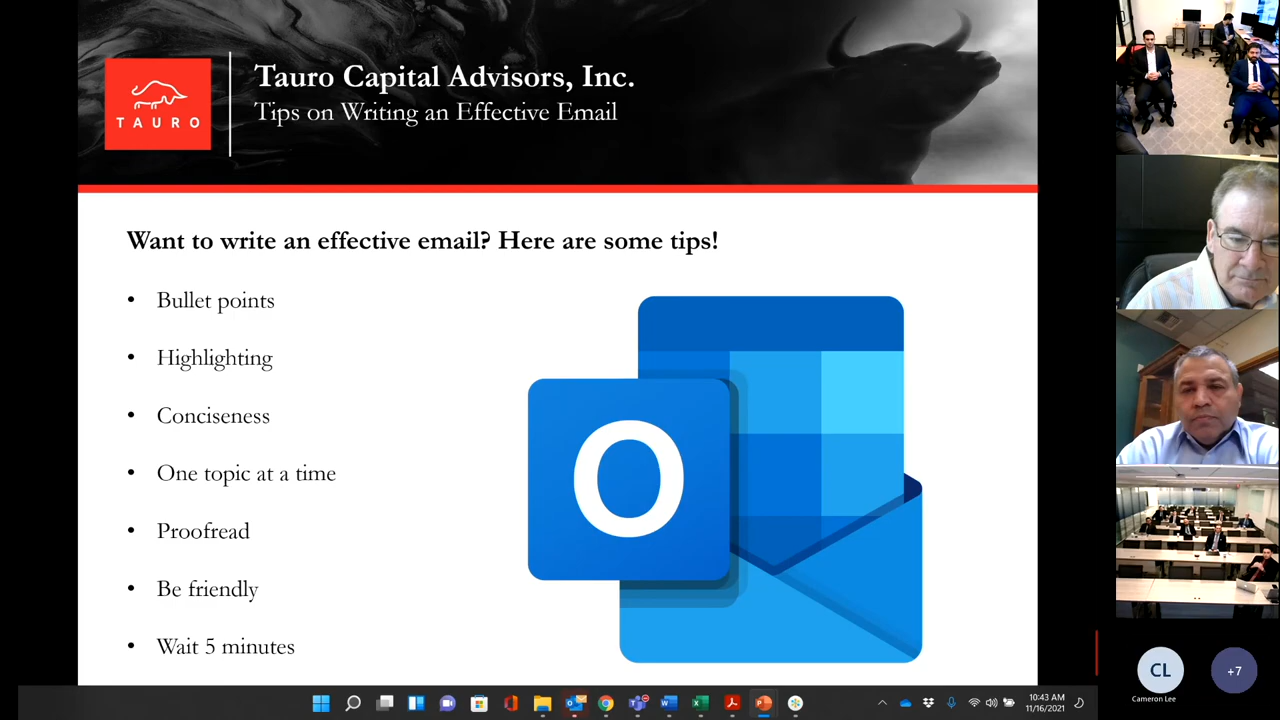 TAURO
Tauro Capital Advisors, Inc.
Tips on Writing an Effective Email
Want to write an effective email? Here are some tips!
• Bullet points
• Highlighting
• Conciseness
• One topic at a time
• Proofread
• Be friendly
• Wait 5 minutes
O
CL
+7
Cameron Lee
10:43 AM
11/16/2021